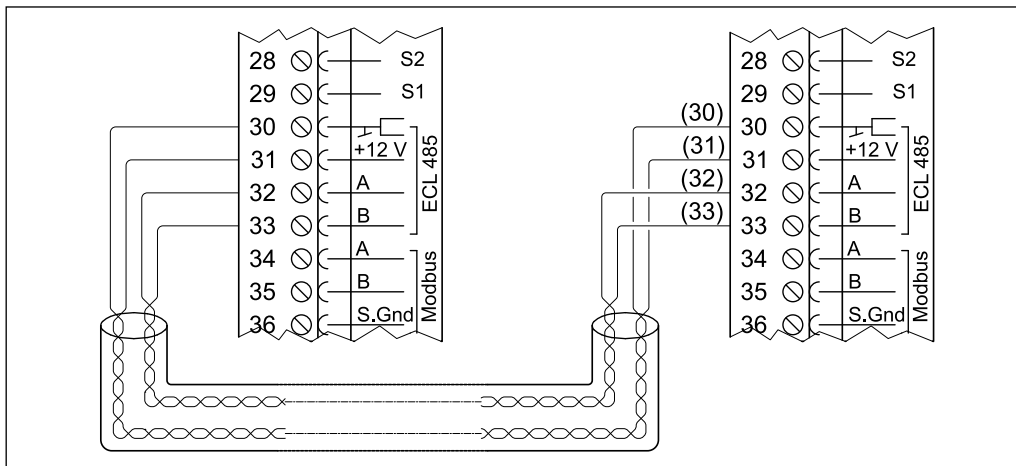 28 S2
29 S1
30
31 +12 V
32 A
33 B
ECL 485
34 A
35 B
36 S.Gnd
Modbus
28 S2
29 S1
(30) 30
(31) 31 +12 V
(32) 32 A
(33) 33 B
ECL 485
34 A
35 B
36 S.Gnd
Modbus